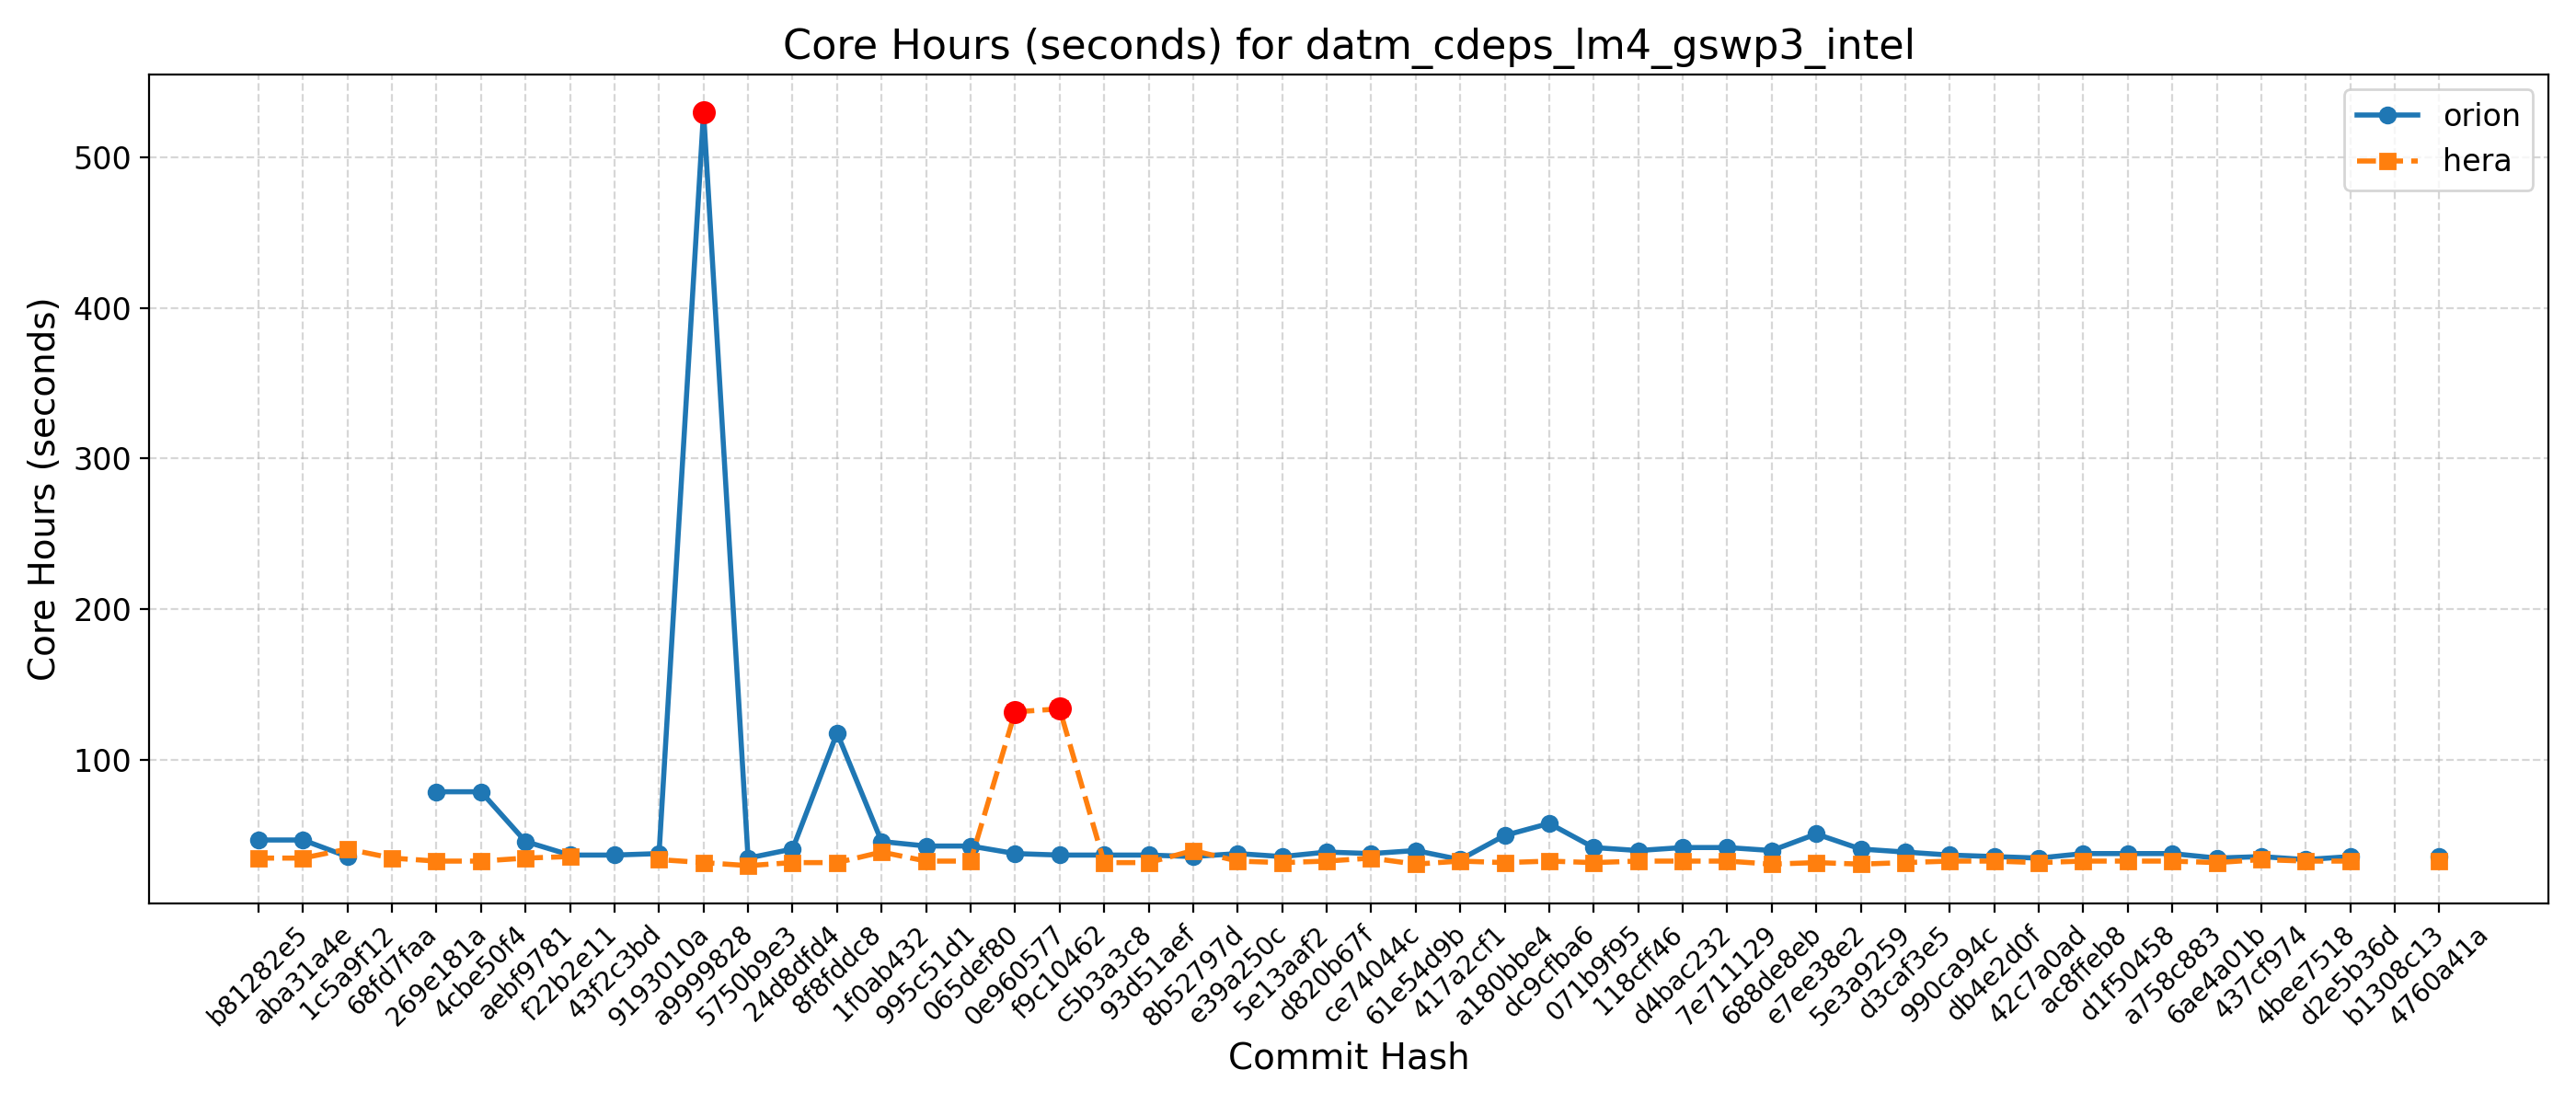 Core Hours (seconds) for datm_cdeps_lm4_gswp3_intel
orion
hera
Core Hours (seconds)
500
400
300
200
100
b81282e5
aba31a4e
1c5a9f12
68fd7faa
269e181a
4cbe50f4
aebf9781
f22b2e11
43f2c3bd
9193010a
a9999828
5750b9e3
24d8dfd4
8f8fddc8
1f0ab432
995c51d1
065def80
0e960577
f9c10462
c5b3a3c8
93d51aef
8b52797d
e39a250c
5e13aaf2
d820b67f
ce74044c
61e54d9b
417a2cf1
a180bbe4
dc9cfba6
071b9f95
118cff46
d4bac232
7e711129
688de8eb
e7ee38e2
5e3a9259
d3caf3e5
990ca94c
db4e2d0f
42c7a0ad
ac8ffeb8
d1f50458
a758c883
6ae4a01b
437cf974
4bee7518
d2e5b36d
b1308c13
4760a41a
Commit Hash